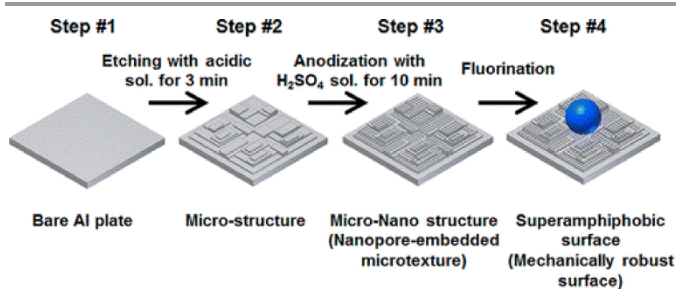 Step #1
Step #2
Step #3
Step #4
Etching with acidic
sol. for 3 min
Anodization with
H₂SO₄ sol. for 10 min
Fluorination
Bare Al plate
Micro-structure
Micro-Nano structure
(Nanopore-embedded
microtexture)
Superamphiphobic
surface
(Mechanically robust
surface)